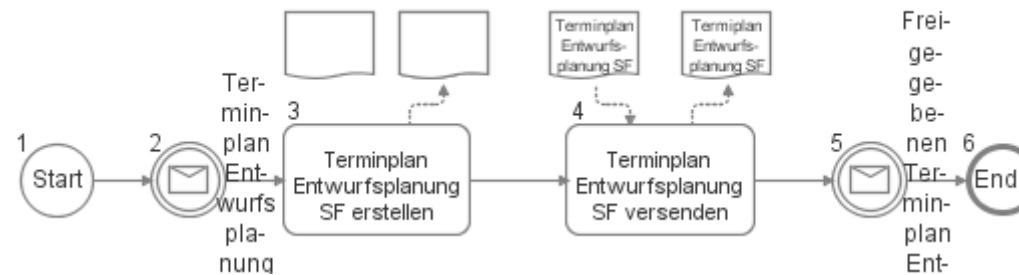 1
Start
2
Ter-
min-
plan
Ent-
wurfs
pla-
nung
3
Terminplan
Entwurfsplanung
SF erstellen
Terminplan
Entwurfs-
planung SF
Terminplan
Entwurfs-
planung SF
4
Terminplan
Entwurfsplanung
SF versenden
5
Frei-
ge-
ge-
be-
nen
Ter-
min-
plan
Ent-
6
End